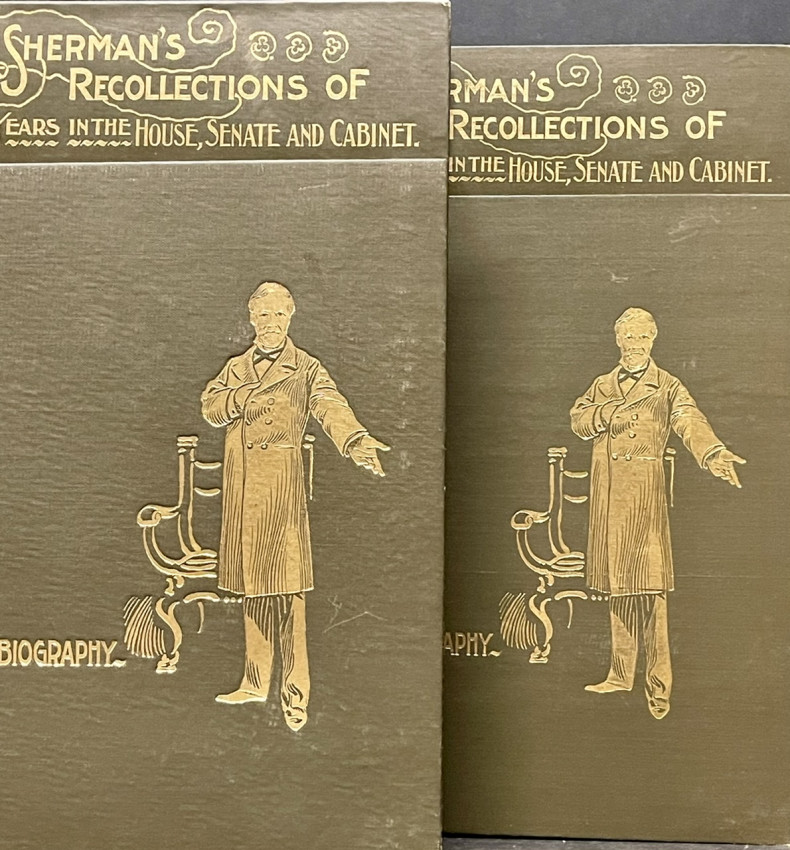 SHERMAN'S
RECOLLECTIONS OF
YEARS IN THE HOUSE, SENATE AND CABINET.
BIOGRAPHY
RMAN'S
RECOLLECTIONS OF
IN THE HOUSE, SENATE AND CABINET.
APHY